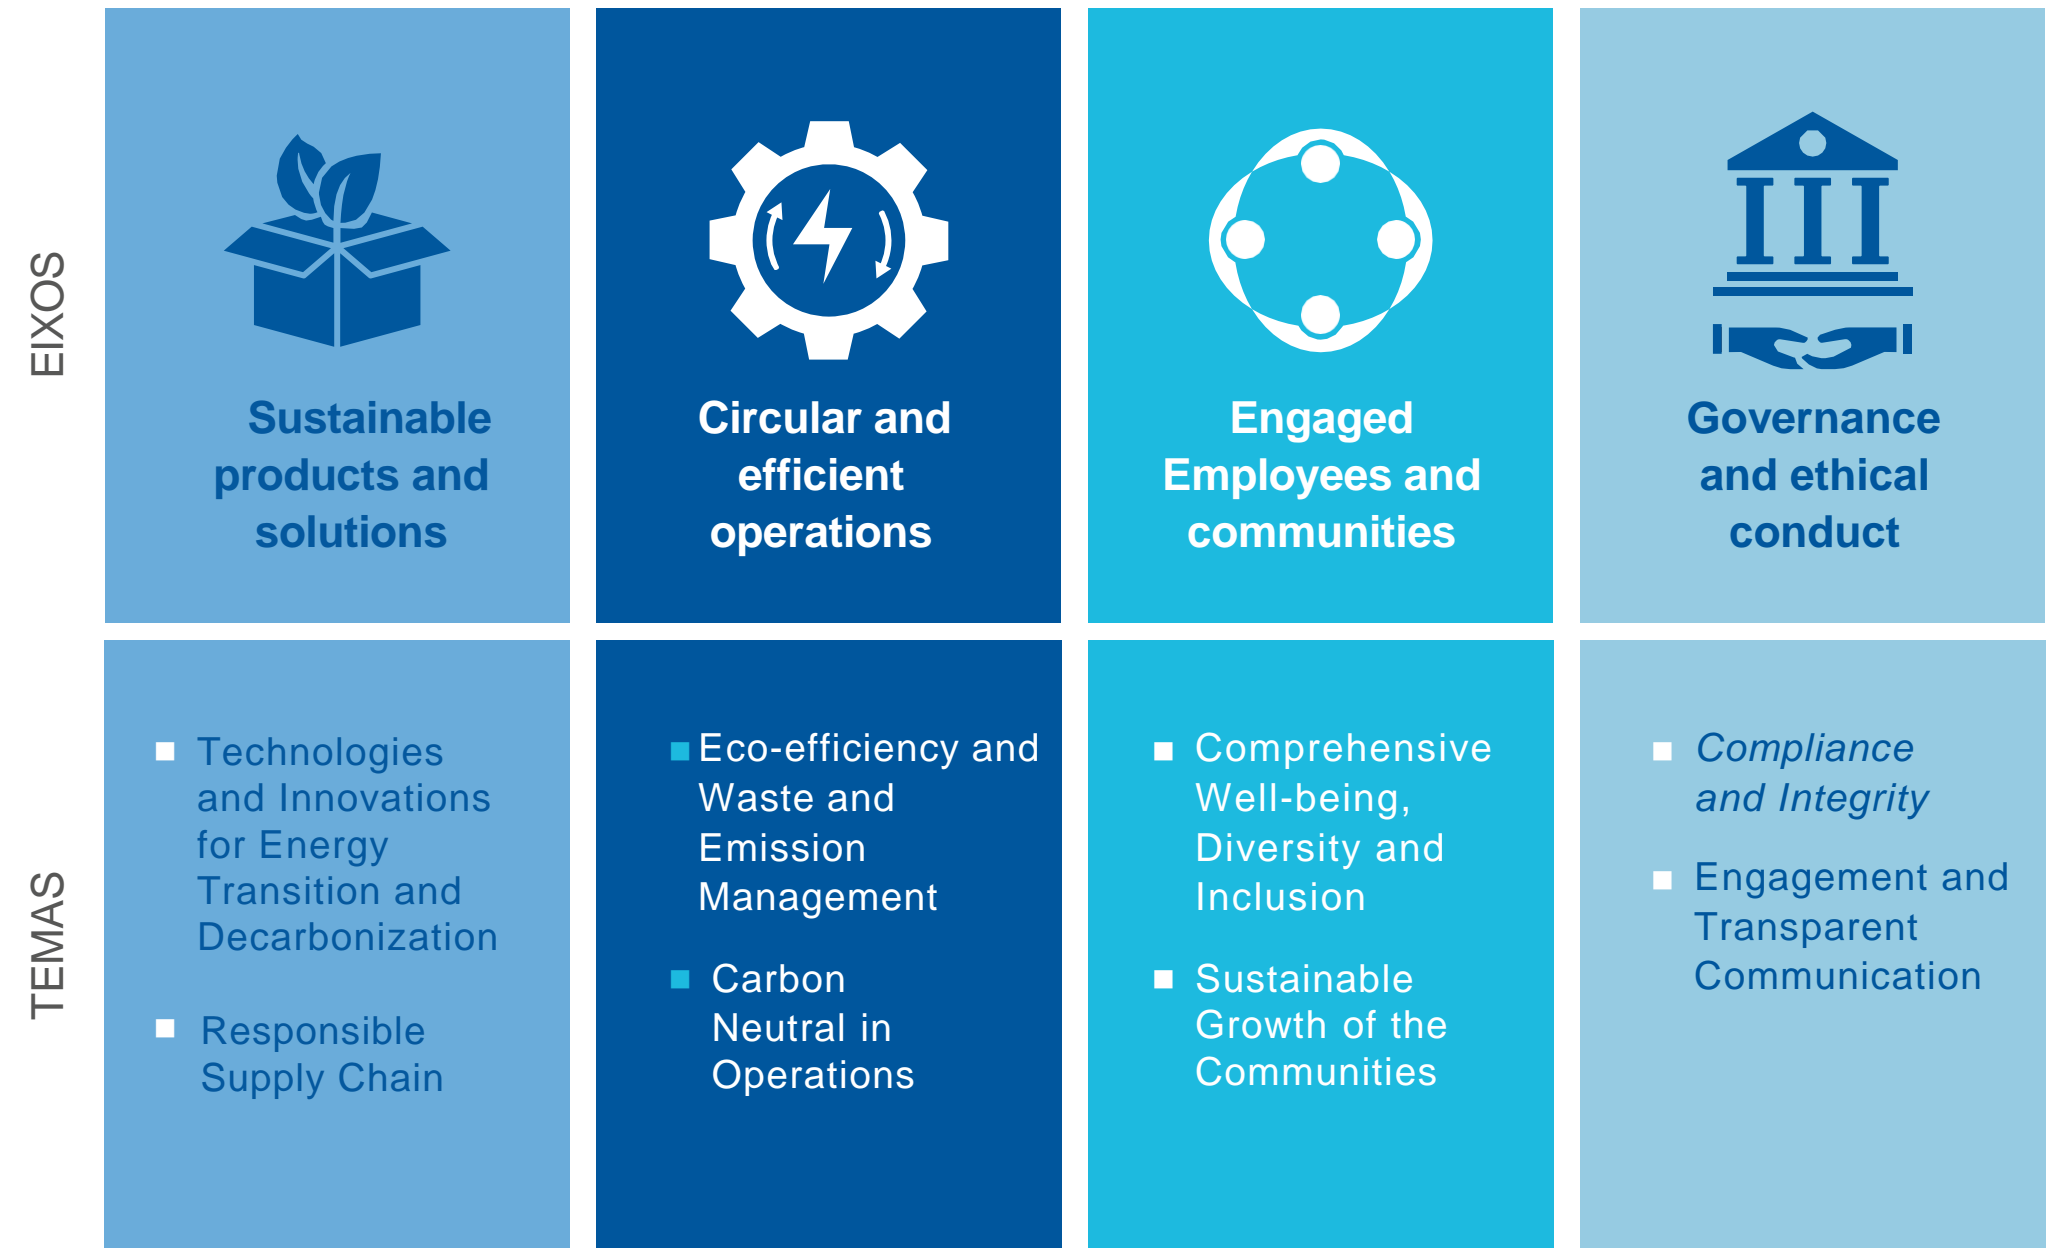 EIXOS
Sustainable
products and
solutions
Circular and
efficient
operations
Engaged
Employees and
communities
Governance
and ethical
conduct
TEMAS
Technologies
and Innovations
for Energy
Transition and
Decarbonization
Responsible
Supply Chain
Eco-efficiency and
Waste and
Emission
Management
Carbon
Neutral in
Operations
Comprehensive
Well-being,
Diversity and
Inclusion
Sustainable
Growth of the
Communities
Compliance
and Integrity
Engagement and
Transparent
Communication